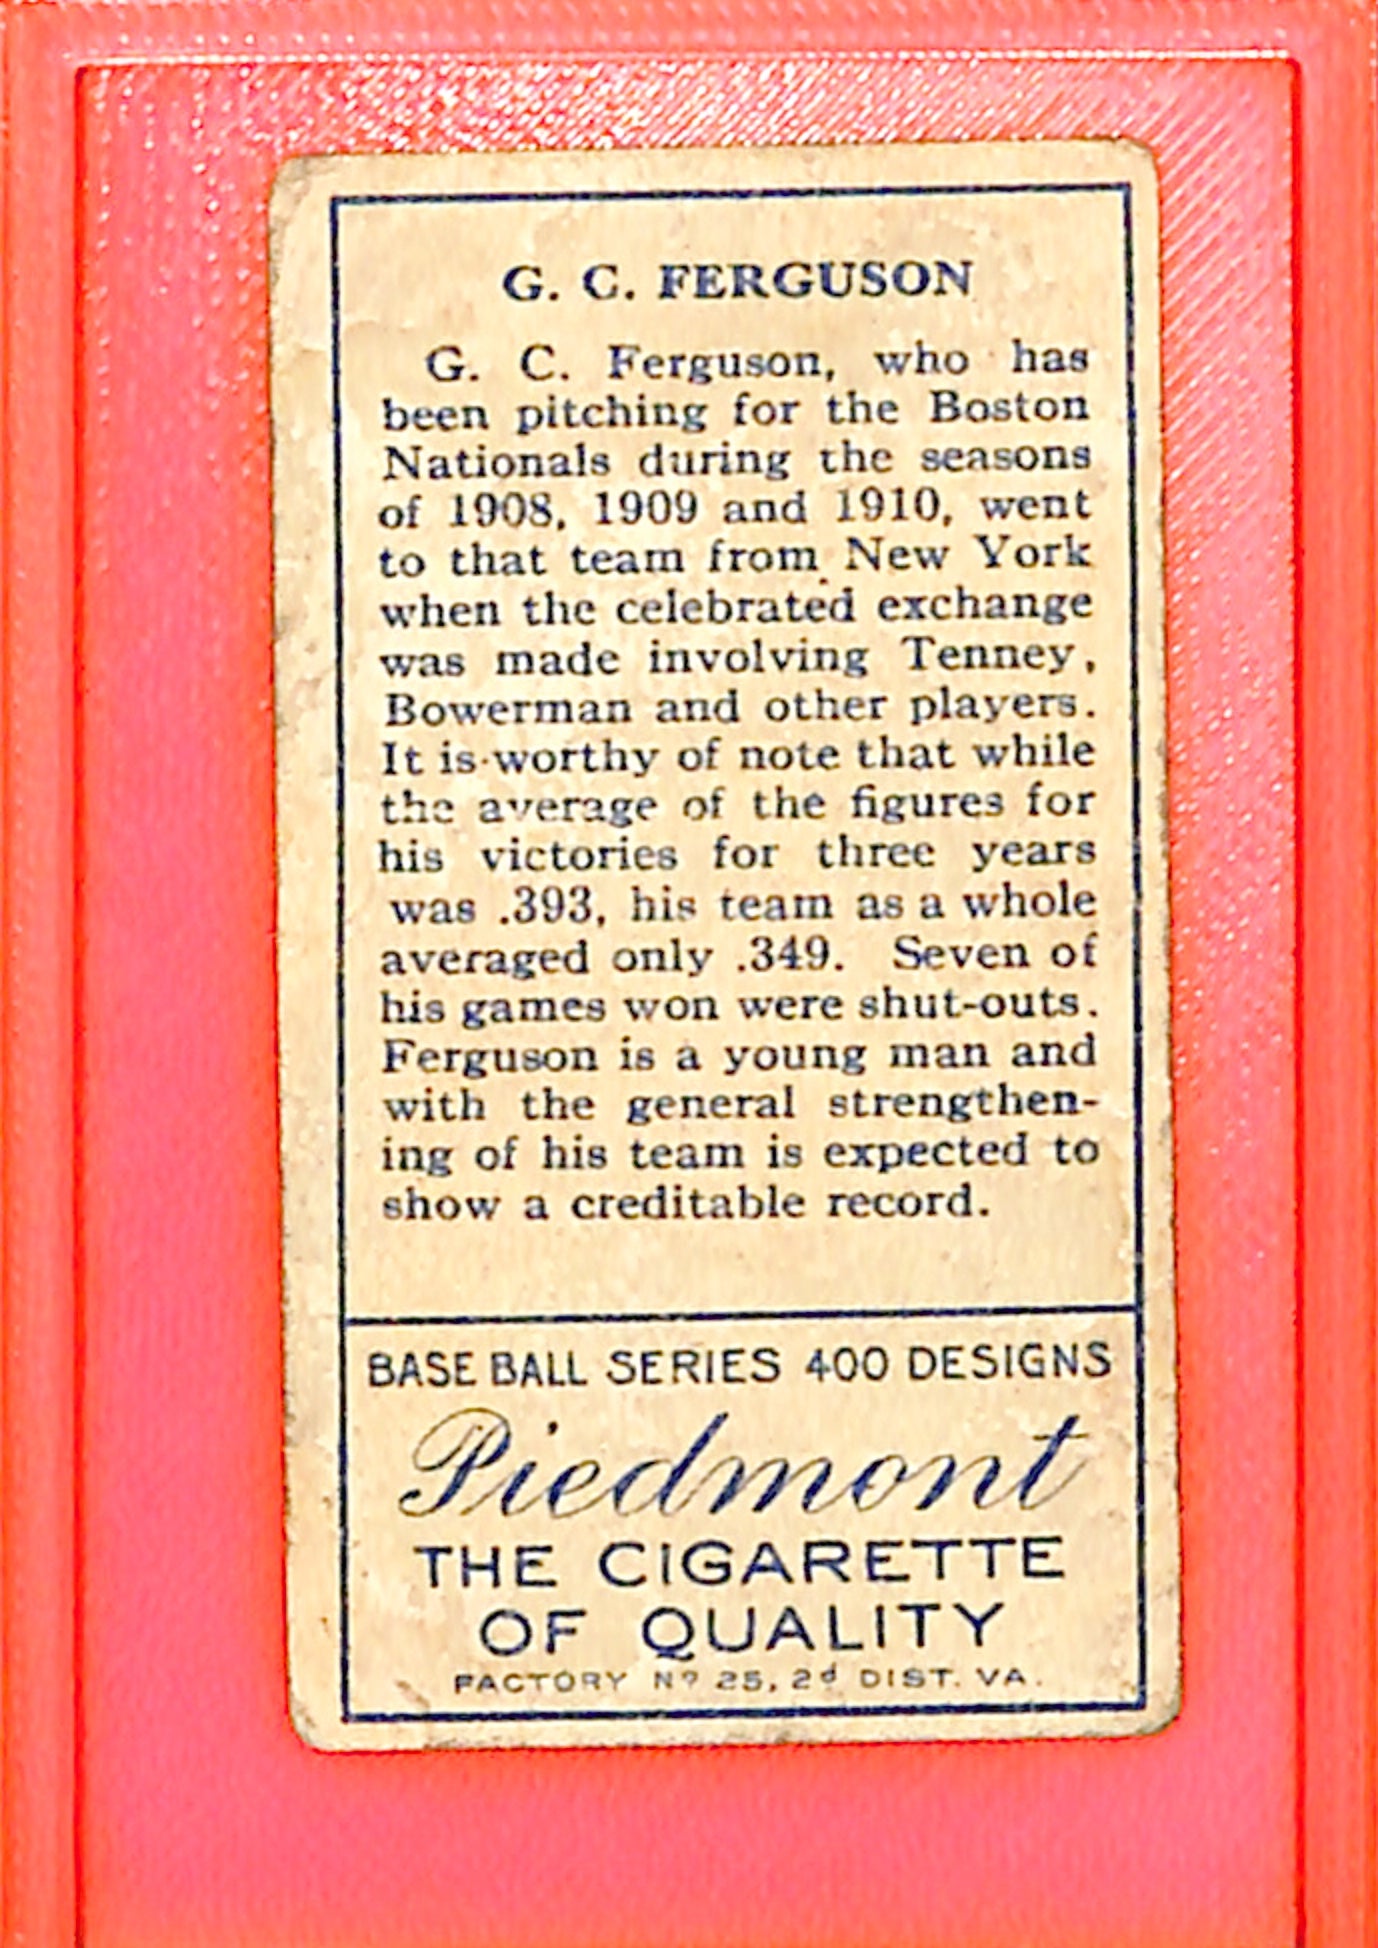 G. C. FERGUSON
G. C. Ferguson, who has
been pitching for the Boston
Nationals during the seasons
of 1908, 1909 and 1910, went
to that team from New York
when the celebrated exchange
was made involving Tenney,
Bowerman and other players.
It is worthy of note that while
the average of the figures for
his victories for three years
was .393, his team as a whole
averaged only .349. Seven of
his games won were shut-outs.
Ferguson is a young man and
with the general strengthen-
ing of his team is expected to
show a creditable record.
BASE BALL SERIES 400 DESIGNS
Piedmont
THE CIGARETTE
OF QUALITY
FACTORY Nº 25, 2d DIST. VA.